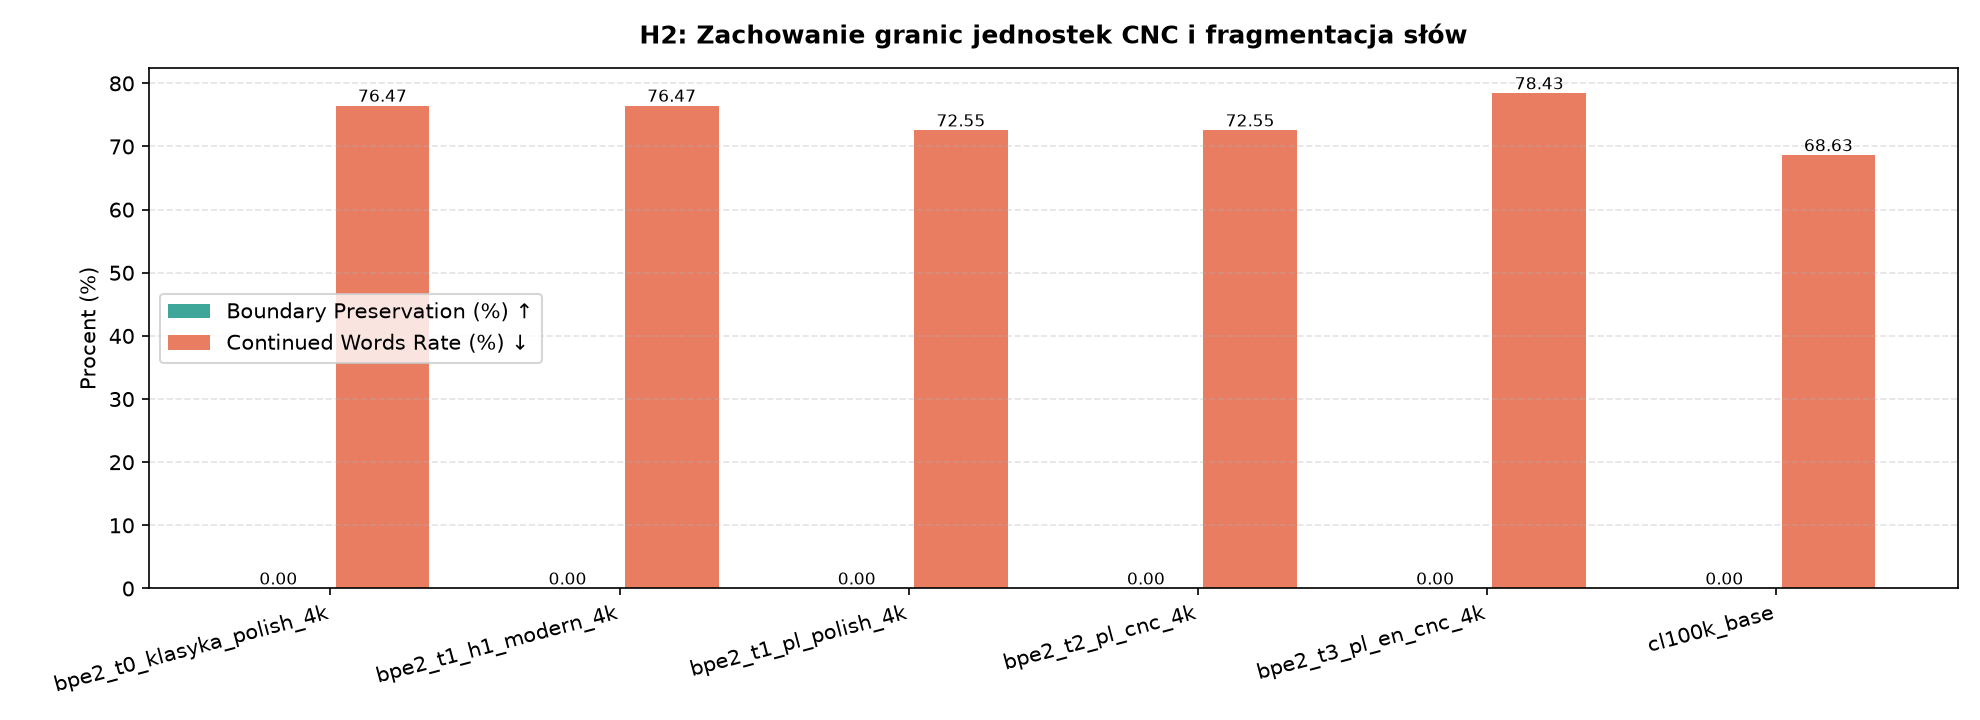 H2: Zachowanie granic jednostek CNC i fragmentacja słów
Procent (%)
80
70
60
50
40
30
20
10
0
76.47
76.47
72.55
72.55
78.43
68.63
0.00
0.00
0.00
0.00
0.00
0.00
Boundary Preservation (%) ↑
Continued Words Rate (%) ↓
bpe2_t0_klasyka_polish_4k
bpe2_t1_h1_modern_4k
bpe2_t1_pl_polish_4k
bpe2_t2_pl_cnc_4k
bpe2_t3_pl_en_cnc_4k
cl100k_base